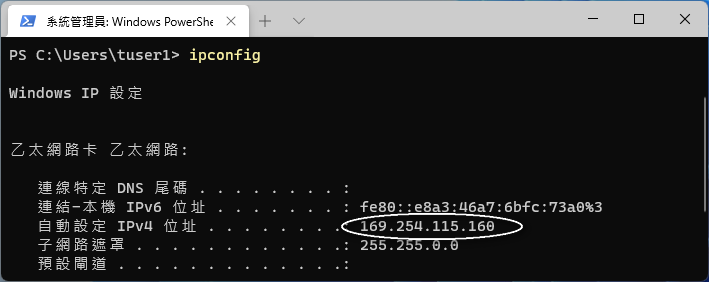 系統管理員: Windows PowerShe
PS C:\Users\tuser1> ipconfig
Windows IP 設定
乙太網路卡 乙太網路:
連線特定 DNS 尾碼 . . . . . . . . :
連結-本機 IPv6 位址 . . . . . . . : fe80::e8a3:46a7:6bfc:73a0%3
自動設定 IPv4 位址 . . . . . . . . 169.254.115.160
子網路遮罩 . . . . . . . . . . . .: 255.255.0.0
預設閘道 . . . . . . . . . . . . .: